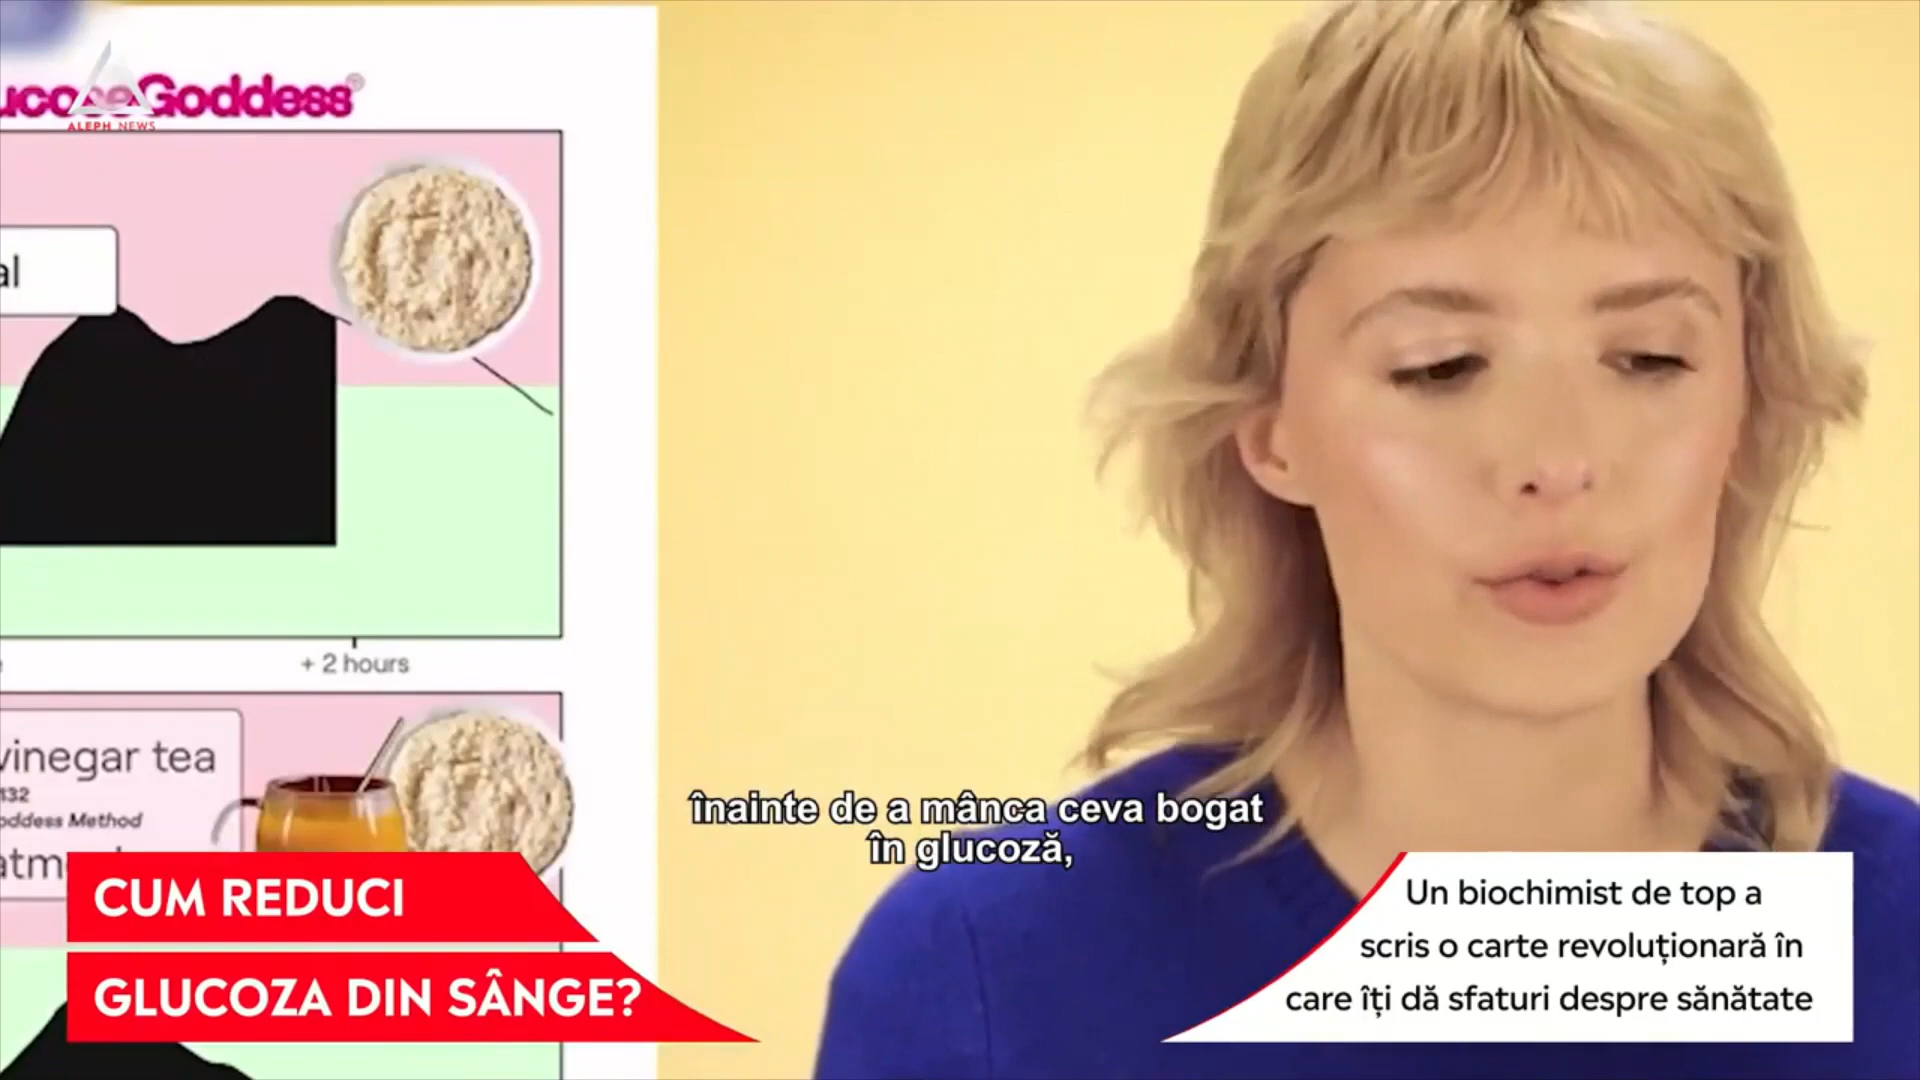 ucoseGoddess®
ALEPH NEWS
al
+ 2 hours
vinegar tea
132
oddess Method
înainte de a mânca ceva bogat
în glucoză,
CUM REDUCI
GLUCOZA DIN SÂNGE?
Un biochimist de top a
scris o carte revoluționară în
care îți dă sfaturi despre sănătate